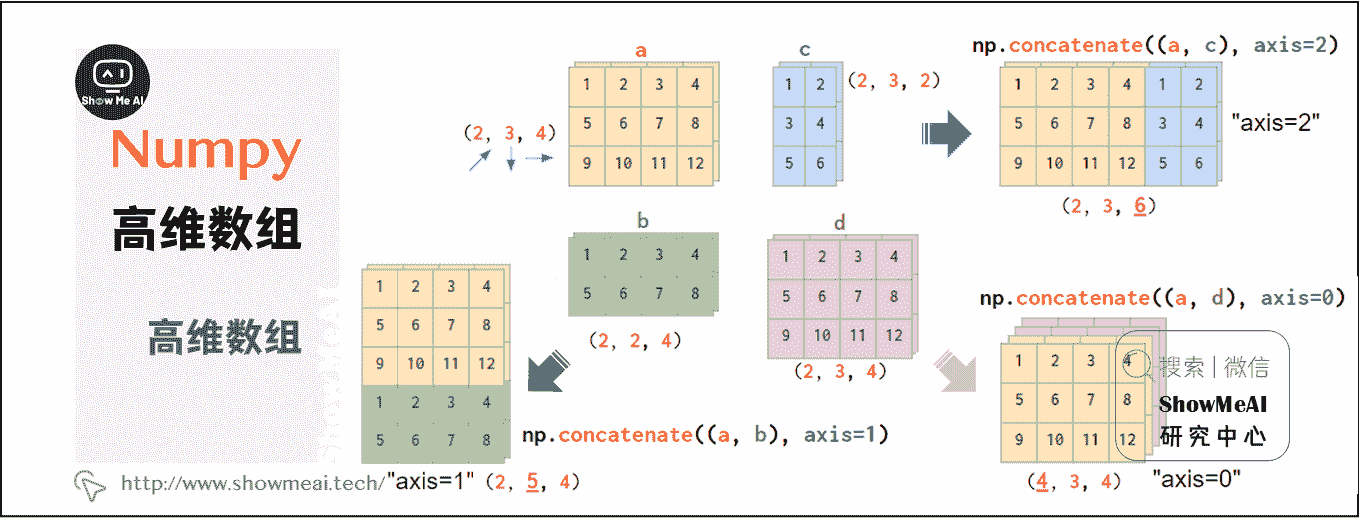 Show Me AI
Numpy
高维数组
高维数组
http://www.showmeai.tech/
a
(2, 3, 4)
1 2 3 4
5 6 7 8
9 10 11 12
c
(2, 3, 2)
1 2
3 4
5 6
np.concatenate((a, c), axis=2)
1 2 3 4 1 2
5 6 7 8 3 4
9 10 11 12 5 6
"axis=2"
(2, 3, 6)
b
1 2 3 4
5 6 7 8
(2, 2, 4)
d
1 2 3 4
5 6 7 8
9 10 11 12
(2, 3, 4)
1 2 3 4
5 6 7 8
9 10 11 12
1 2 3 4
5 6 7 8
np.concatenate((a, b), axis=1)
"axis=1" (2, 5, 4)
np.concatenate((a, d), axis=0)
1 2 3 4
5 6 7 8
9 10 11 12
(4, 3, 4)
"axis=0"
搜索 | 微信
ShowMeAI
研究中心